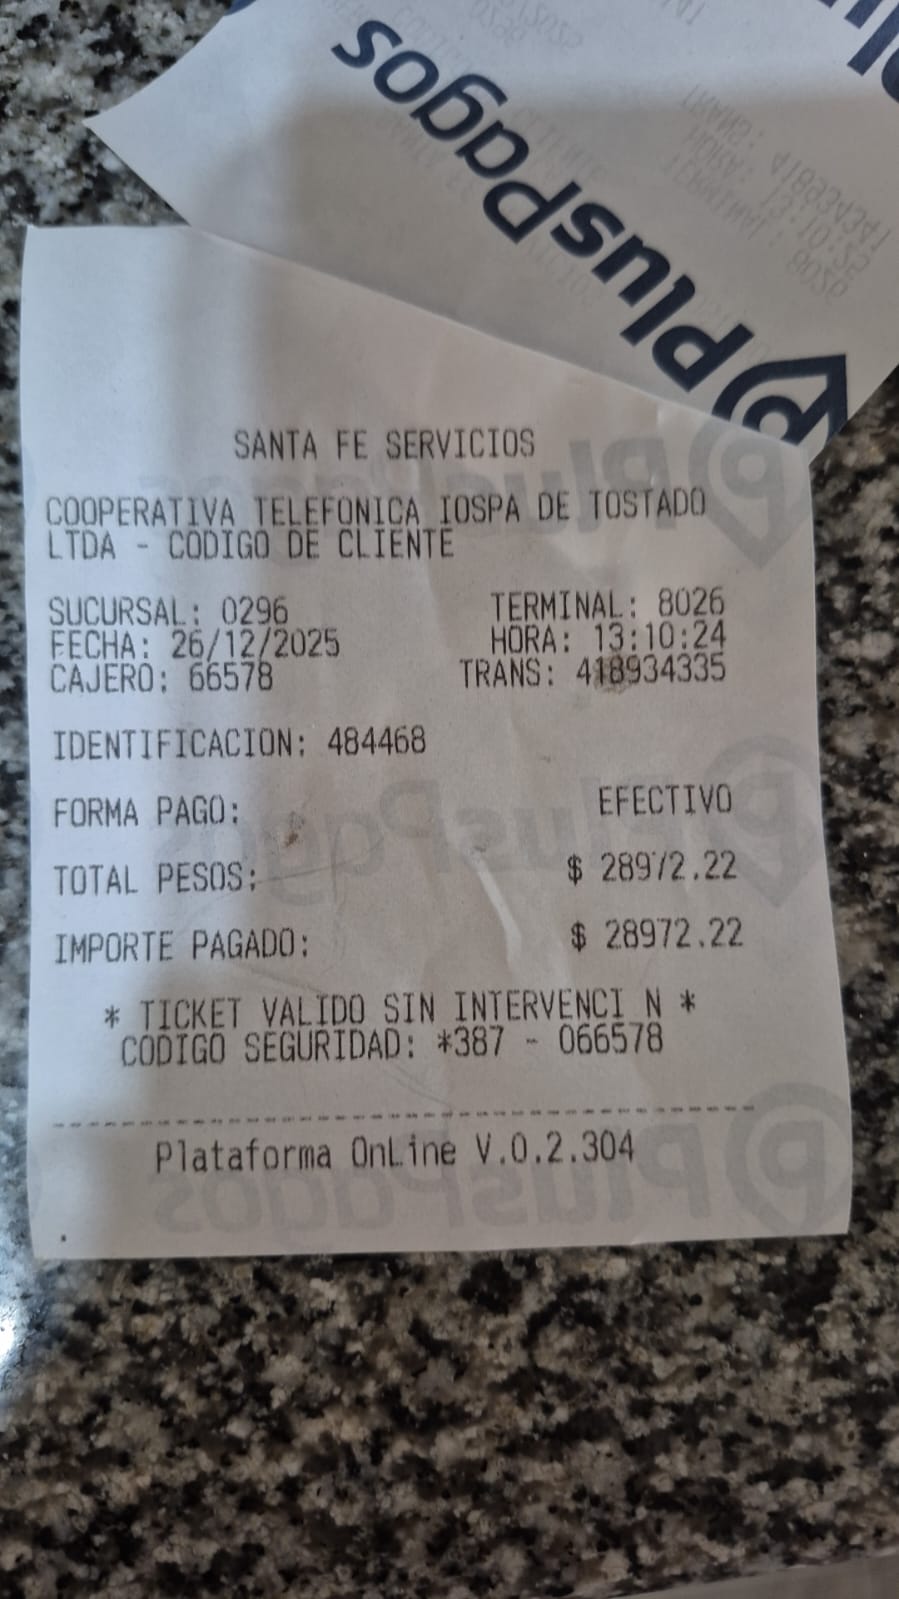 PlusPagos
SANTA FE SERVICIOS
COOPERATIVA TELEFONICA IOSPA DE TOSTADO
LTDA - CODIGO DE CLIENTE
SUCURSAL: 0296 TERMINAL: 8026
FECHA: 26/12/2025 HORA: 13:10:24
CAJERO: 66578 TRANS: 418934335
IDENTIFICACION: 484468
FORMA PAGO: EFECTIVO
TOTAL PESOS: $ 28972.22
IMPORTE PAGADO: $ 28972.22
* TICKET VALIDO SIN INTERVENCI N *
CODIGO SEGURIDAD: *387 - 066578
Plataforma OnLine V.0.2.304